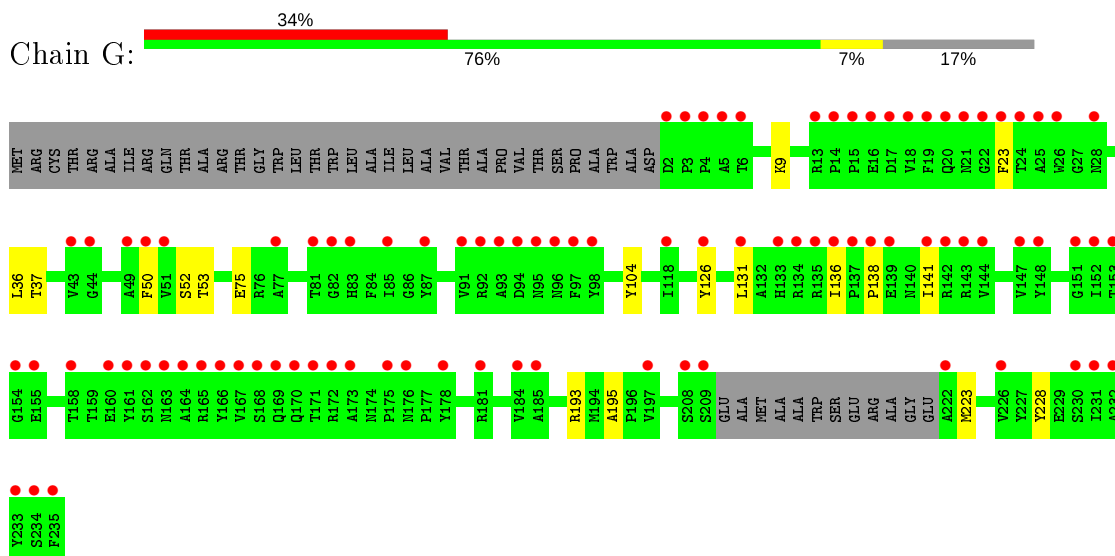 34%
Chain G:
76% 7% 17%
MET ARG CYS THR ARG ALA ILE ARG GLN THR ALA ARG THR GLY TRP LEU THR TRP LEU ALA ILE LEU ALA VAL THR ALA PRO VAL THR SER PRO ALA TRP ALA ASP D2 P3 P4 A5 T6 K9 R13 P14 P15 E16 D17 V18 F19 Q20 N21 G22 F23 T24 A25 W26 G27 N28
L36 T37 V43 G44 A49 F50 V51 S52 T53 E75 R76 A77 T81 G82 H83 F84 I85 G86 Y87 V91 R92 A93 D94 N95 N96 F97 Y98 Y104 I118 Y126 L131 A132 H133 R134 R135 I136 P137 P138 E139 N140 I141 R142 R143 V144 V147 Y148 G151 I152 T153
G154 E155 T158 T159 E160 Y161 S162 N163 A164 R165 Y166 V167 S168 Q169 Q170 T171 R172 A173 N174 P175 N176 P177 Y178 R181 V184 A185 R193 M194 A195 P196 V197 S208 S209 GLU ALA MET ALA ALA TRP SER GLU ARG ALA GLY GLU A222 M223 V226 Y227 Y228 E229 S230 I231 A232
Y233 S234 F235